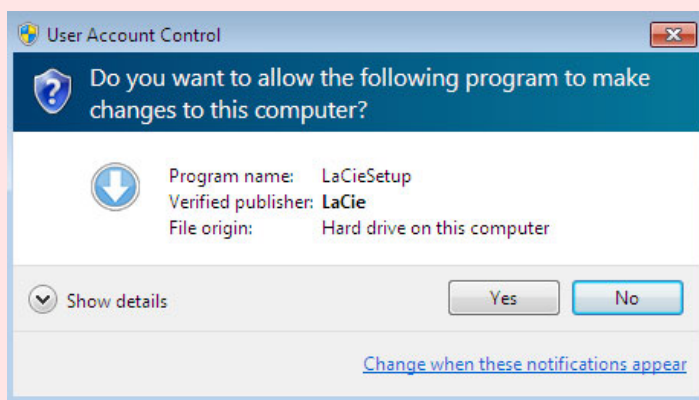 User Account Control
Do you want to allow the following program to make
changes to this computer?
Program name: LaCieSetup
Verified publisher: LaCie
File origin: Hard drive on this computer
Show details
Yes
No
Change when these notifications appear